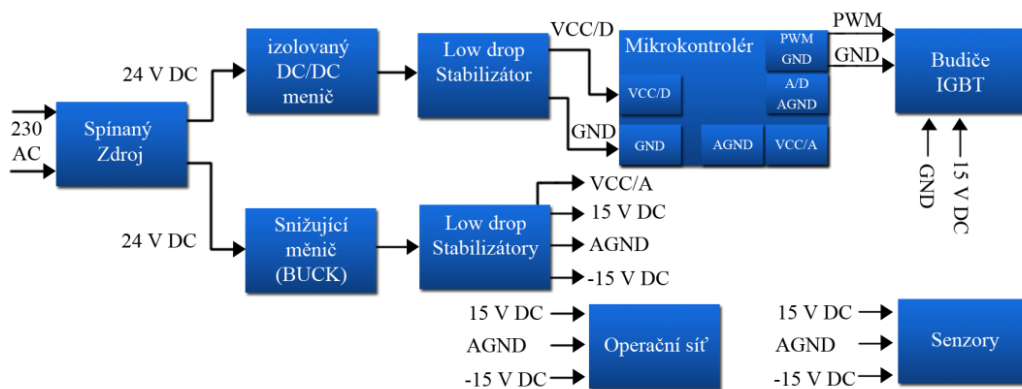 230
AC
Spínaný
Zdroj
24 V DC
24 V DC
izolovaný
DC/DC
menič
Low drop
Stabilizátor
VCC/D
GND
Mikrokontrolér
PWM
GND
VCC/D
A/D
AGND
GND
AGND
VCC/A
PWM
GND
Budiče
IGBT
GND
15 V DC
Snižující
měnič
(BUCK)
Low drop
Stabilizátory
VCC/A
15 V DC
AGND
-15 V DC
15 V DC
AGND
-15 V DC
Operační síť
15 V DC
AGND
-15 V DC
Senzory